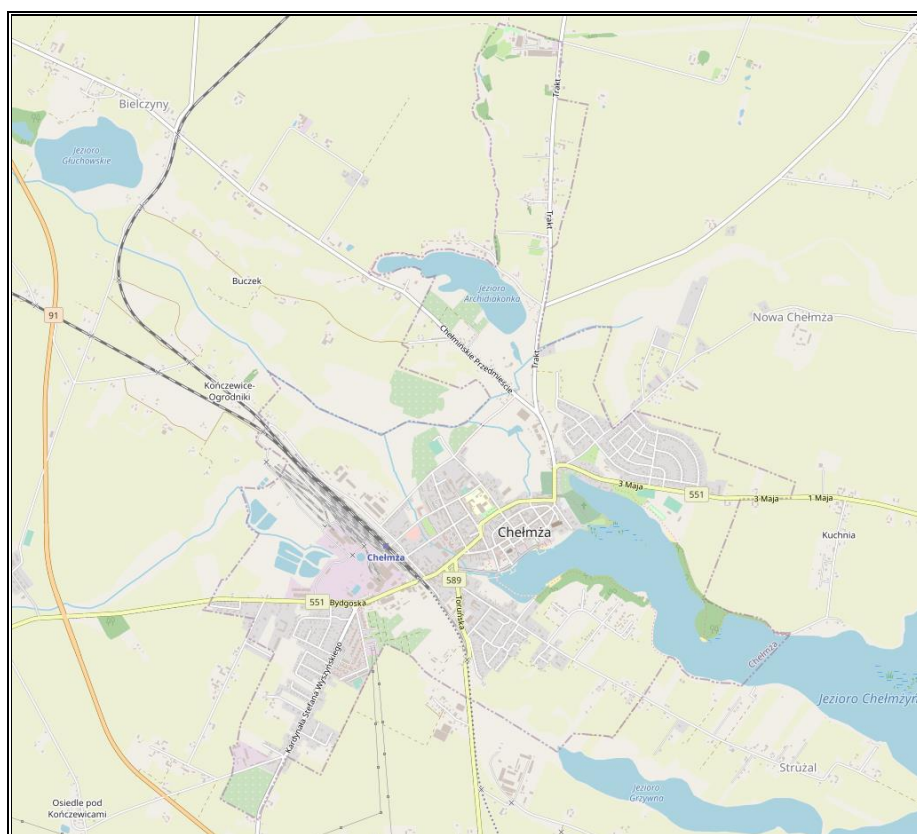 Trakt
Bielczyny
Jezioro
Głuchowskie
Trakt
Buczek
Jezioro
Archidiakonka
91
Nowa Chełmża
Chełmińskie Przedmieście
Trakt
Kończewice-
Ogrodniki
3 Maja
551
3 Maja
1 Maja
Chełmża
Kuchnia
Chełmża
589
551
Bydgoska
Toruńska
Kardynała Stefana Wyszyńskiego
Chełmża
Jezioro Chełmżyń
Strużal
Jezioro
Grzywna
Osiedle pod
Kończewicami